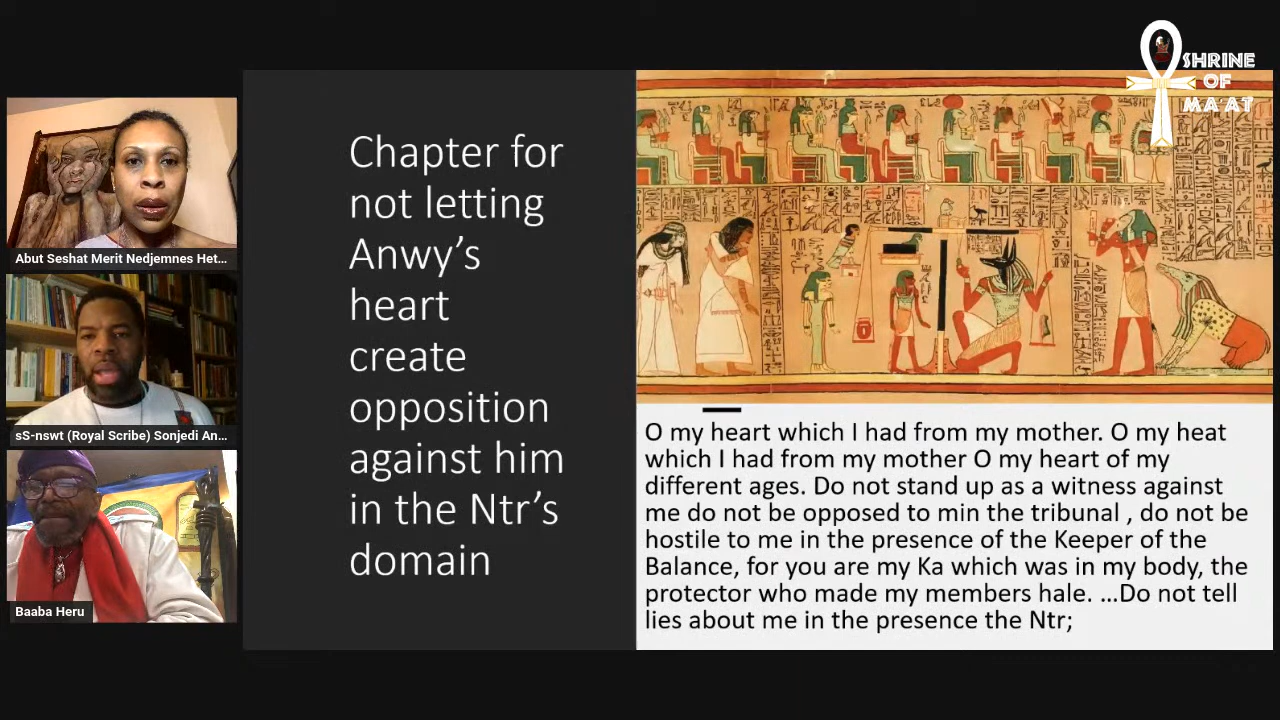 SHRINE
OF
MA'AT
Abut Seshat Merit Nedjemnes Het...
sS-nswt (Royal Scribe) Sonjedi An...
Baaba Heru
Chapter for
not letting
Anwy’s
heart
create
opposition
against him
in the Ntr’s
domain
O my heart which I had from my mother. O my heat
which I had from my mother O my heart of my
different ages. Do not stand up as a witness against
me do not be opposed to min the tribunal , do not be
hostile to me in the presence of the Keeper of the
Balance, for you are my Ka which was in my body, the
protector who made my members hale. ...Do not tell
lies about me in the presence the Ntr;